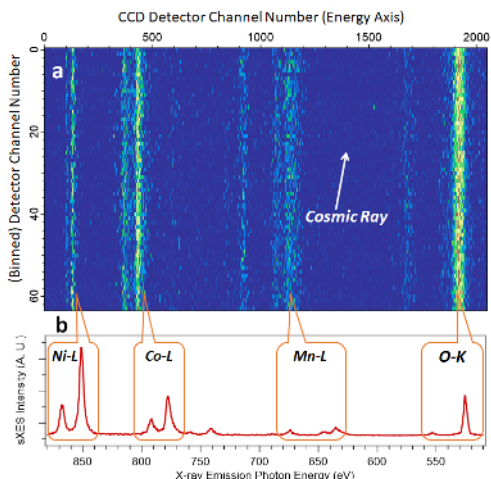 CCD Detector Channel Number (Energy Axis)
0 500 1000 1500 2000
a
(Binned) Detector Channel Number
0
20
40
60
Cosmic Ray
b
sXES Intensity (A. U.)
Ni-L Co-L Mn-L O-K
850 800 750 700 650 600 550
X-ray Emission Photon Energy (eV)